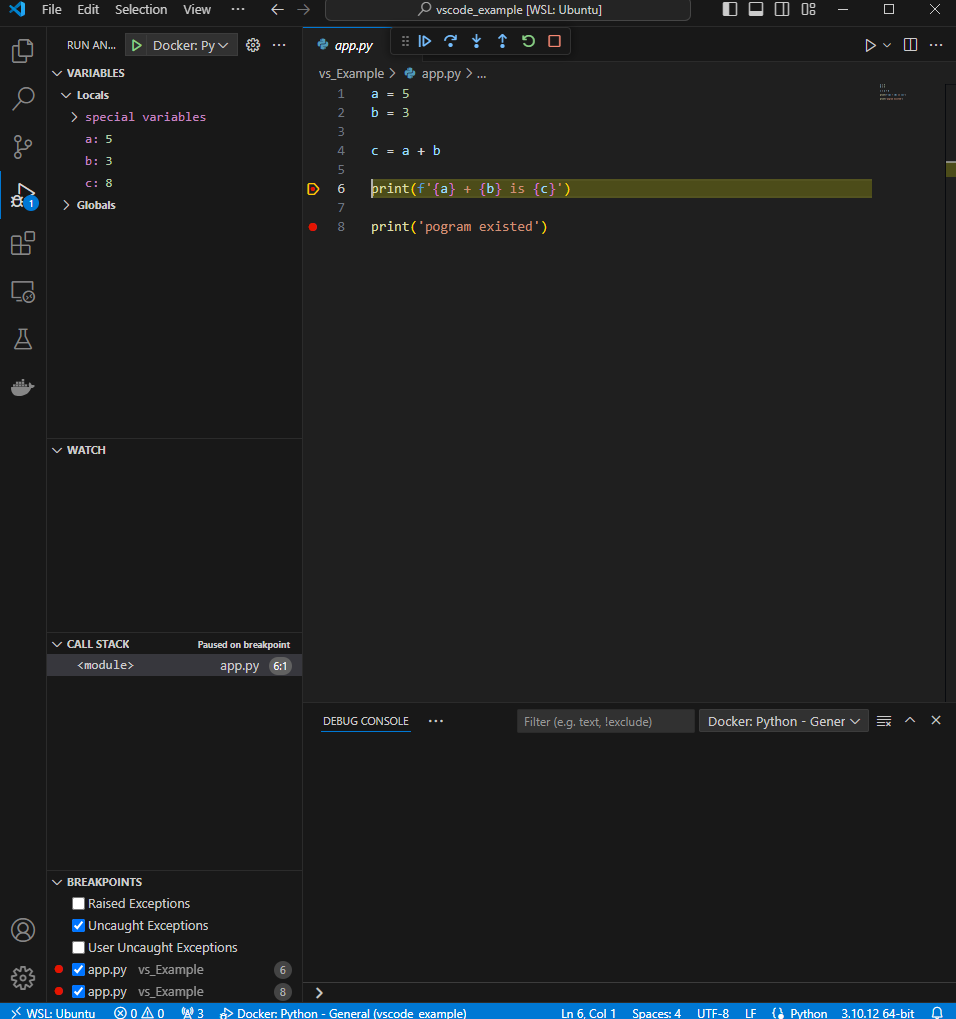 File Edit Selection View ··· vscode_example [WSL: Ubuntu]
RUN AN... Docker: Py
VARIABLES
Locals
special variables
a: 5
b: 3
c: 8
Globals
WATCH
CALL STACK Paused on breakpoint
<module> app.py 6:1
BREAKPOINTS
Raised Exceptions
Uncaught Exceptions
User Uncaught Exceptions
app.py vs_Example 6
app.py vs_Example 8
1
app.py
vs_Example > app.py > ...
1 a = 5
2 b = 3
3
4 c = a + b
5
6 print(f'{a} + {b} is {c}')
7
8 print('pogram existed')
DEBUG CONSOLE ··· Filter (e.g. text, !exclude) Docker: Python - Gener
WSL: Ubuntu 0 0 3 Docker: Python - General (vscode_example) Ln 6, Col 1 Spaces: 4 UTF-8 LF Python 3.10.12 64-bit